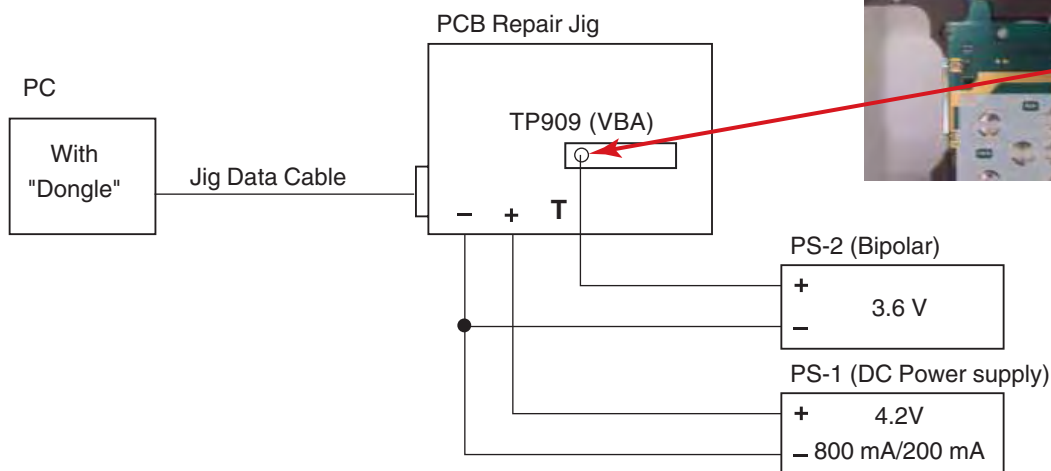 PCB Repair Jig
PC
With
"Dongle"
Jig Data Cable
TP909 (VBA)
– + T
PS-2 (Bipolar)
+
3.6 V
–
PS-1 (DC Power supply)
+ 4.2V
– 800 mA/200 mA